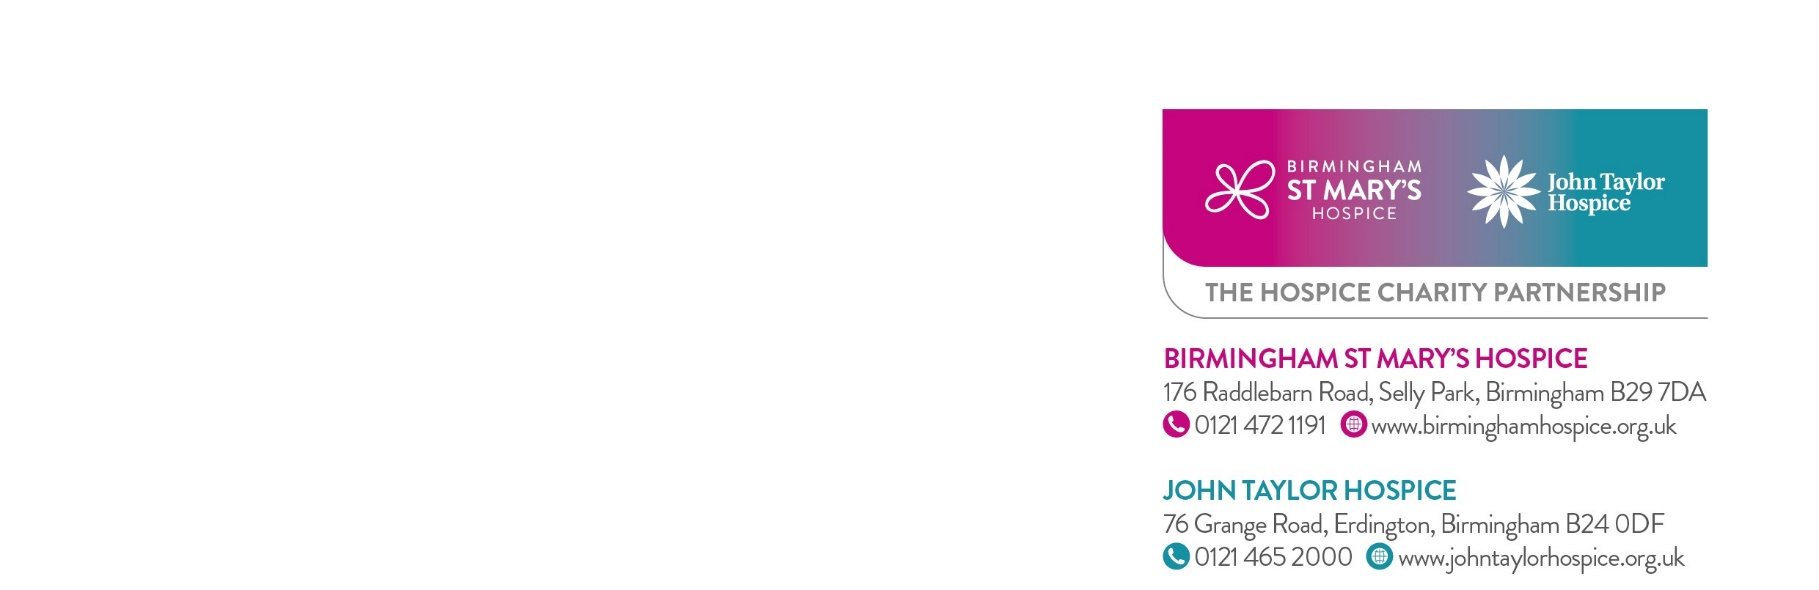 BIRMINGHAM
ST MARY'S
HOSPICE
John Taylor
Hospice
THE HOSPICE CHARITY PARTNERSHIP
BIRMINGHAM ST MARY'S HOSPICE
176 Raddlebarn Road, Selly Park, Birmingham B29 7DA
0121 472 1191 www.birminghamhospice.org.uk
JOHN TAYLOR HOSPICE
76 Grange Road, Erdington, Birmingham B24 0DF
0121 465 2000 www.johntaylorhospice.org.uk